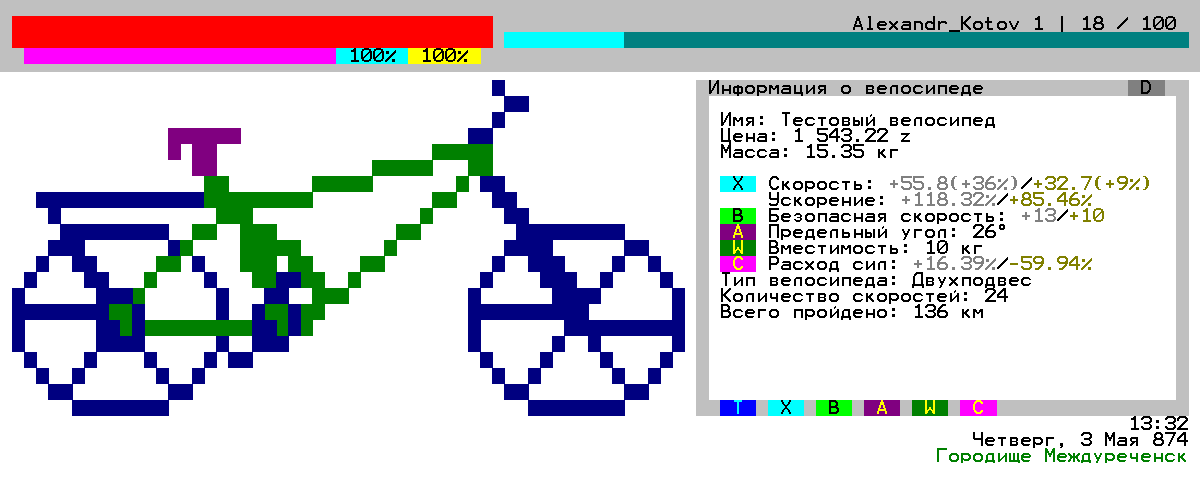 Alexandr_Kotov 1 | 18 / 100
100% 100%
Информация о велосипеде D
Имя: Тестовый велосипед
Цена: 1 543.22 z
Масса: 15.35 кг
X Скорость: +55.8(+36%)/+32.7(+9%)
Ускорение: +118.32%/+85.46%
B Безопасная скорость: +13/+10
A Предельный угол: 26°
W Вместимость: 10 кг
C Расход сил: +16.39%/-59.94%
Тип велосипеда: Двухподвес
Количество скоростей: 24
Всего пройдено: 136 км
T X B A W C
13:32
Четверг, 3 Мая 874
Городище Междуреченск